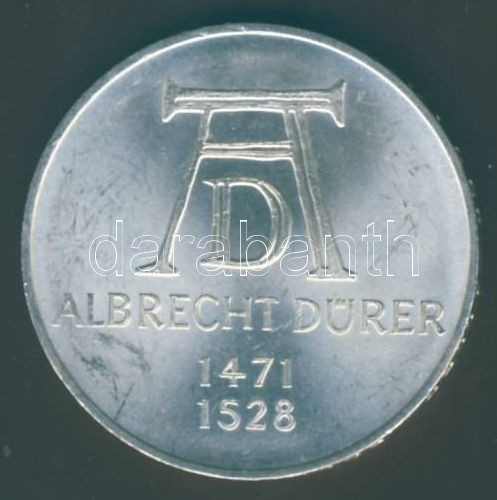 AD
darabanth
ALBRECHT DÜRER
1471
1528